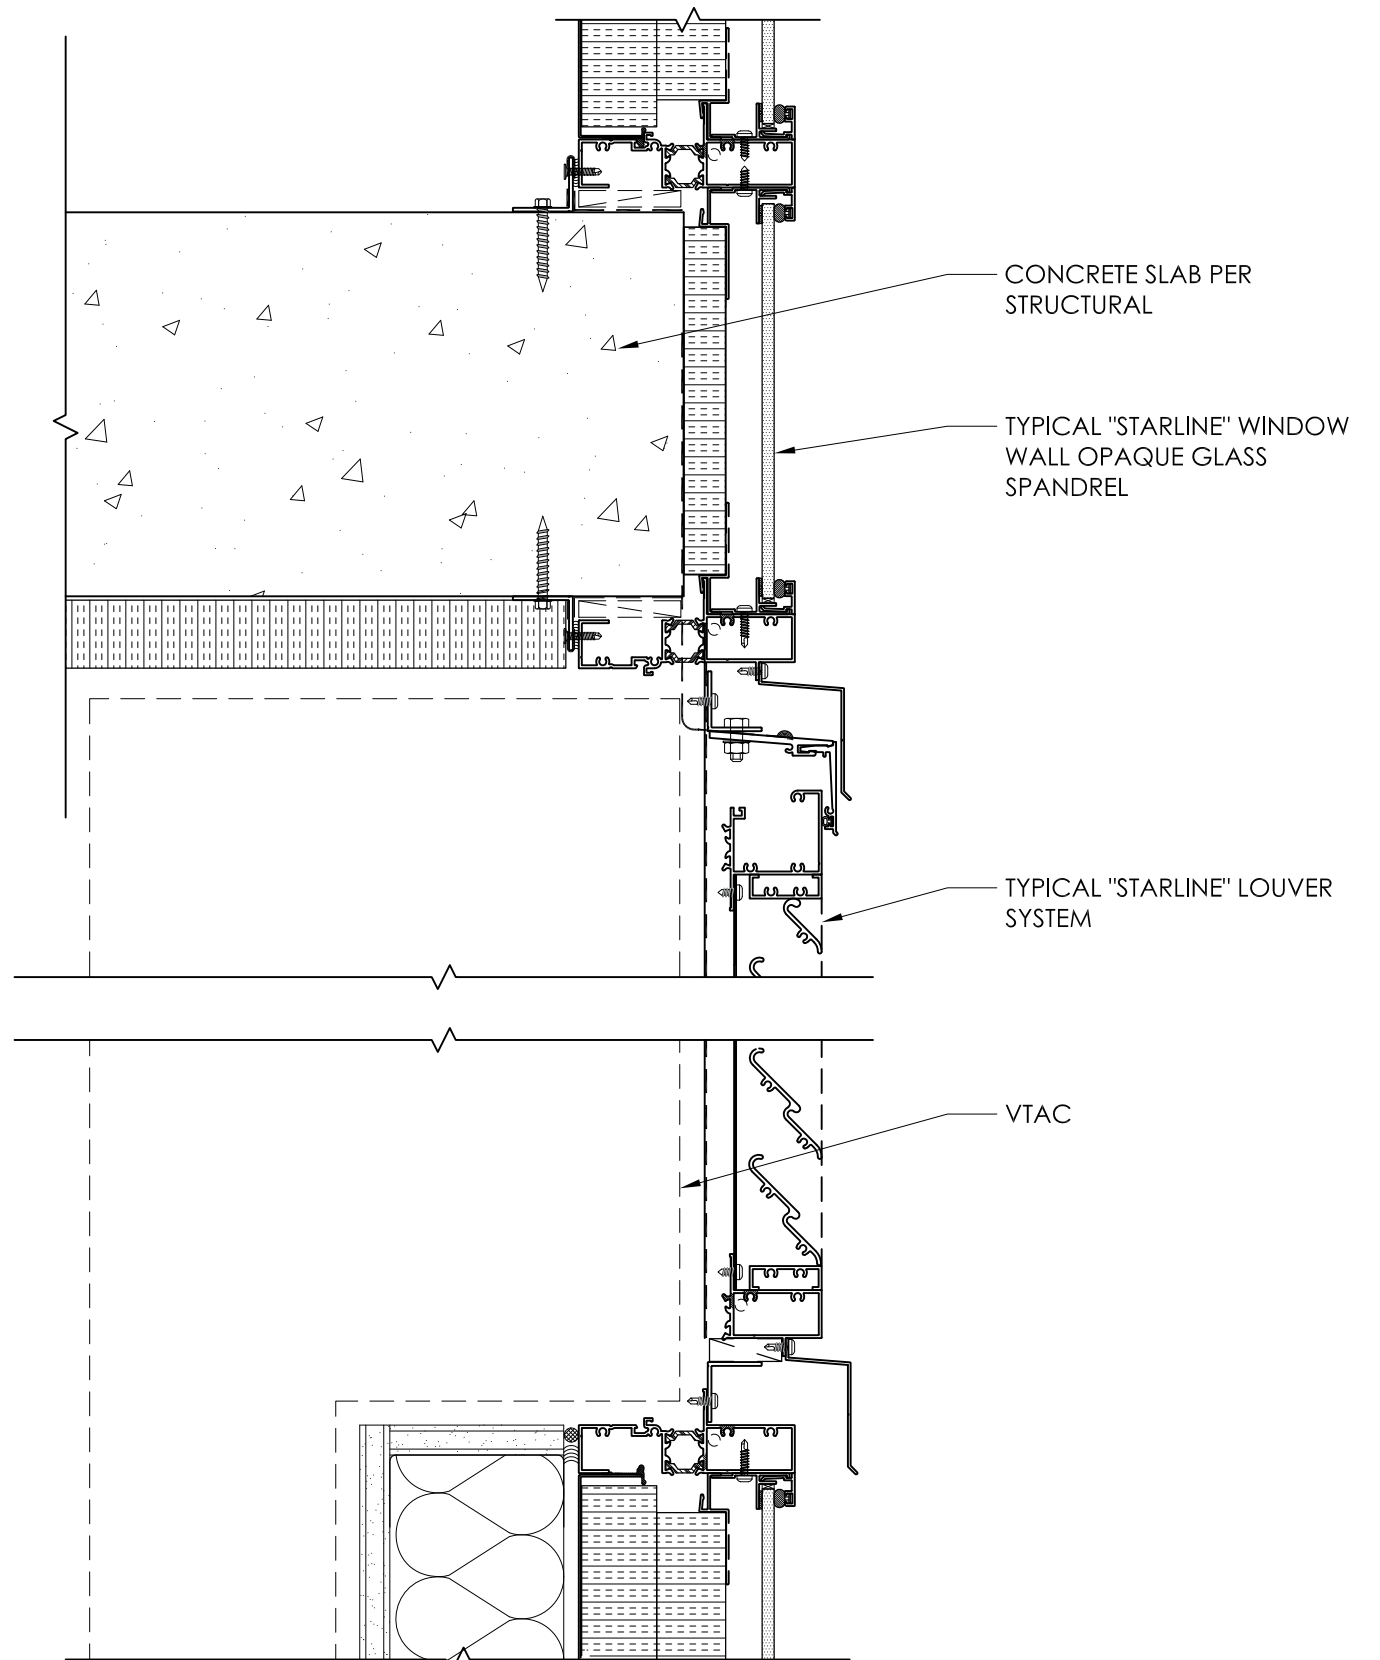 CONCRETE SLAB PER
STRUCTURAL
TYPICAL "STARLINE" WINDOW
WALL OPAQUE GLASS
SPANDREL
TYPICAL "STARLINE" LOUVER
SYSTEM
VTAC